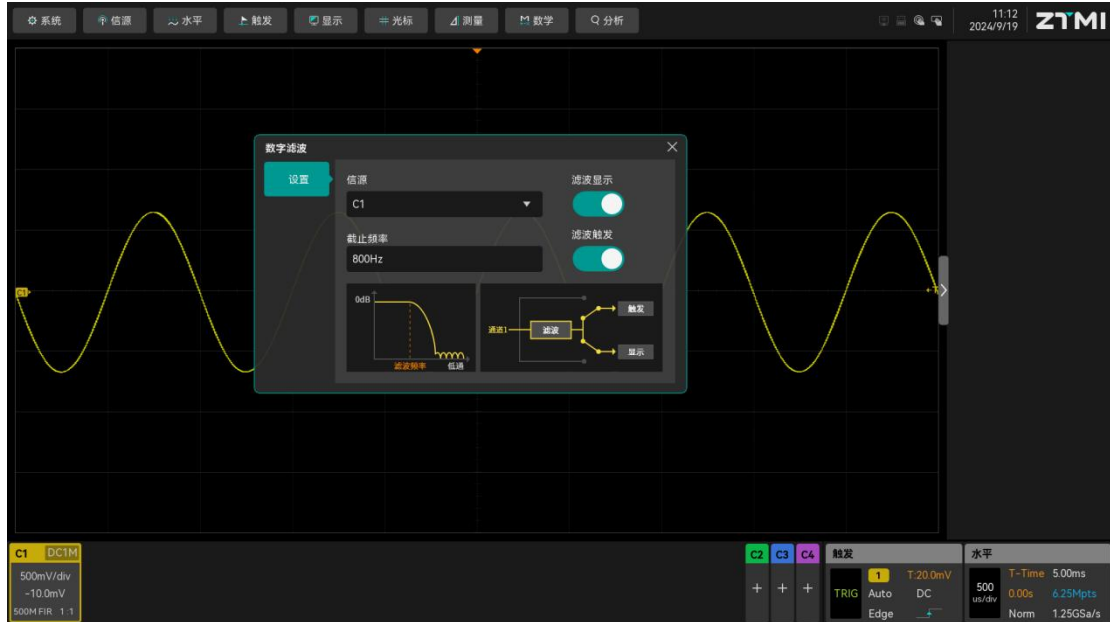 系统 信源 水平 触发 显示 光标 测量 数学 分析
11:12
2024/9/19
ZTMI
数字滤波
设置
信源
滤波显示
C1
截止频率
滤波触发
800Hz
0dB
滤波频率 低通
通道1 滤波 触发
显示
C1
T
C1 DC1M
500mV/div
-10.0mV
500M FIR 1:1
C2 C3 C4
+ + +
触发
TRIG 1 T:20.0mV
Auto DC
Edge
水平
500 us/div
T-Time 5.00ms
0.00s 6.25Mpts
Norm 1.25GSa/s